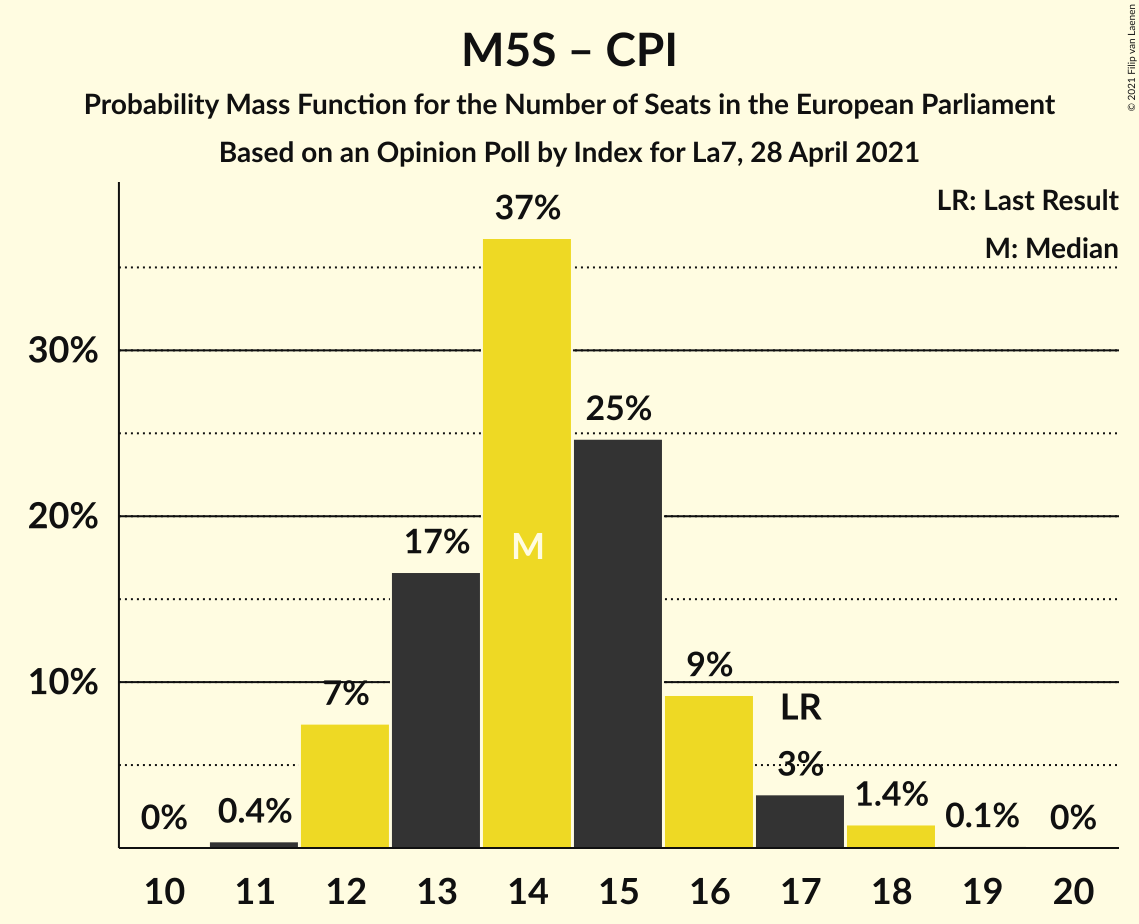 M5S – CPI
Probability Mass Function for the Number of Seats in the European Parliament
Based on an Opinion Poll by Index for La7, 28 April 2021
© 2021 Filip van Laenen
LR: Last Result
M: Median
37%
30%
25%
20%
17%
M
10%
7%
9%
LR
3%
0%
0.4%
1.4%
0.1%
0%
10 11 12 13 14 15 16 17 18 19 20